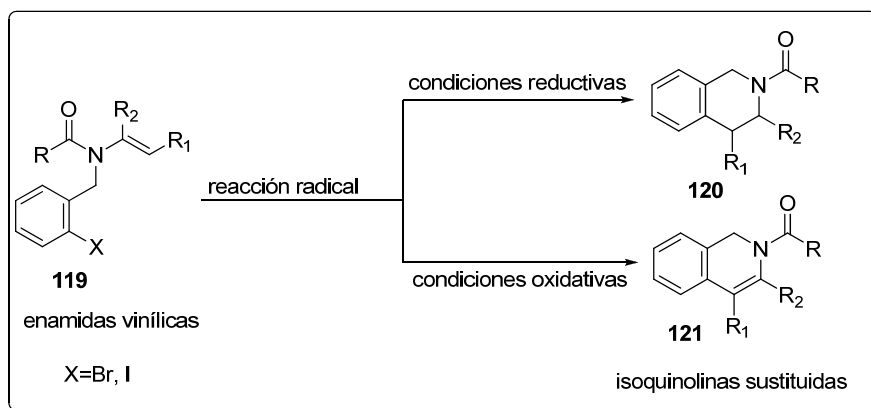 O
R2
R
N
R1
X
119
enamidas vinílicas
X=Br, I
reacción radical
condiciones reductivas
O
N
R
R2
R1
120
condiciones oxidativas
O
N
R
R2
R1
121
isoquinolinas sustituidas